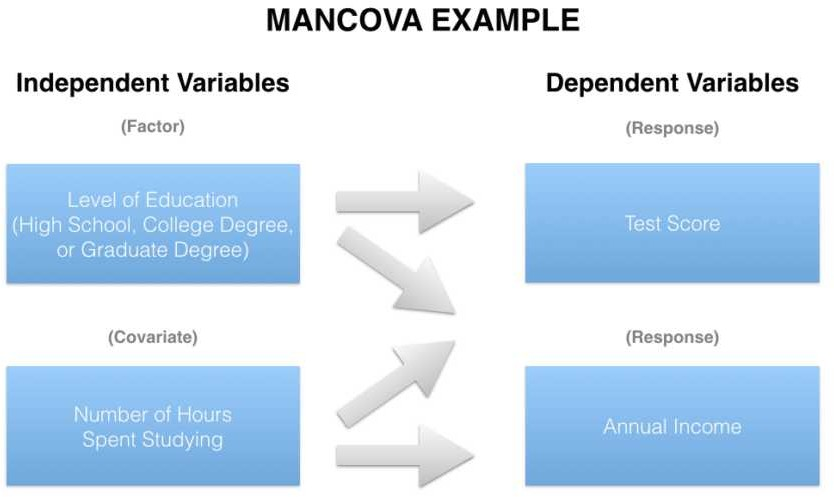 MANCOVA EXAMPLE
Independent Variables
(Factor)
Level of Education
(High School, College Degree,
or Graduate Degree)
(Covariate)
Number of Hours
Spent Studying
Dependent Variables
(Response)
Test Score
(Response)
Annual Income